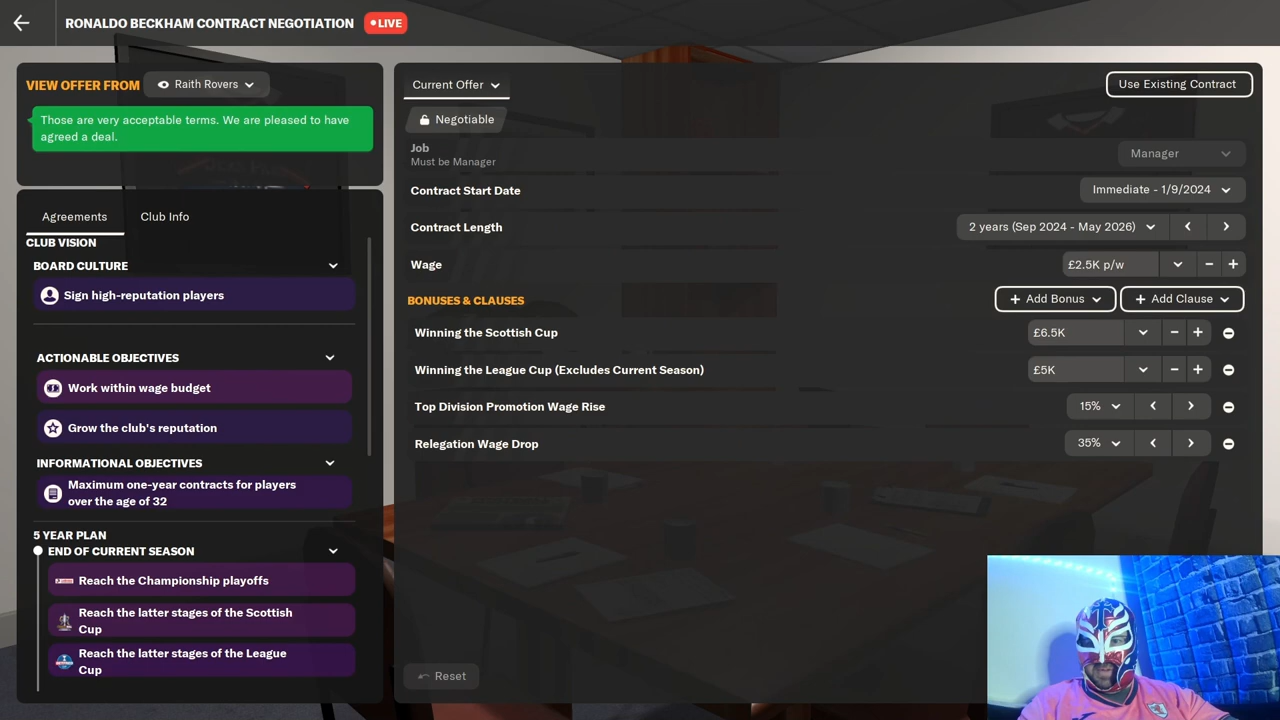 RONALDO BECKHAM CONTRACT NEGOTIATION
LIVE
VIEW OFFER FROM
Raith Rovers
Those are very acceptable terms. We are pleased to have
agreed a deal.
Agreements
Club Info
CLUB VISION
BOARD CULTURE
Sign high-reputation players
ACTIONABLE OBJECTIVES
Work within wage budget
Grow the club's reputation
INFORMATIONAL OBJECTIVES
Maximum one-year contracts for players
over the age of 32
5 YEAR PLAN
END OF CURRENT SEASON
Reach the Championship playoffs
Reach the latter stages of the Scottish
Cup
Reach the latter stages of the League
Cup
Current Offer
Use Existing Contract
Negotiable
Job
Must be Manager
Manager
Contract Start Date
Immediate - 1/9/2024
Contract Length
2 years (Sep 2024 - May 2026)
Wage
£2.5K p/w
BONUSES & CLAUSES
+ Add Bonus
+ Add Clause
Winning the Scottish Cup
£6.5K
Winning the League Cup (Excludes Current Season)
£5K
Top Division Promotion Wage Rise
15%
Relegation Wage Drop
35%
Reset